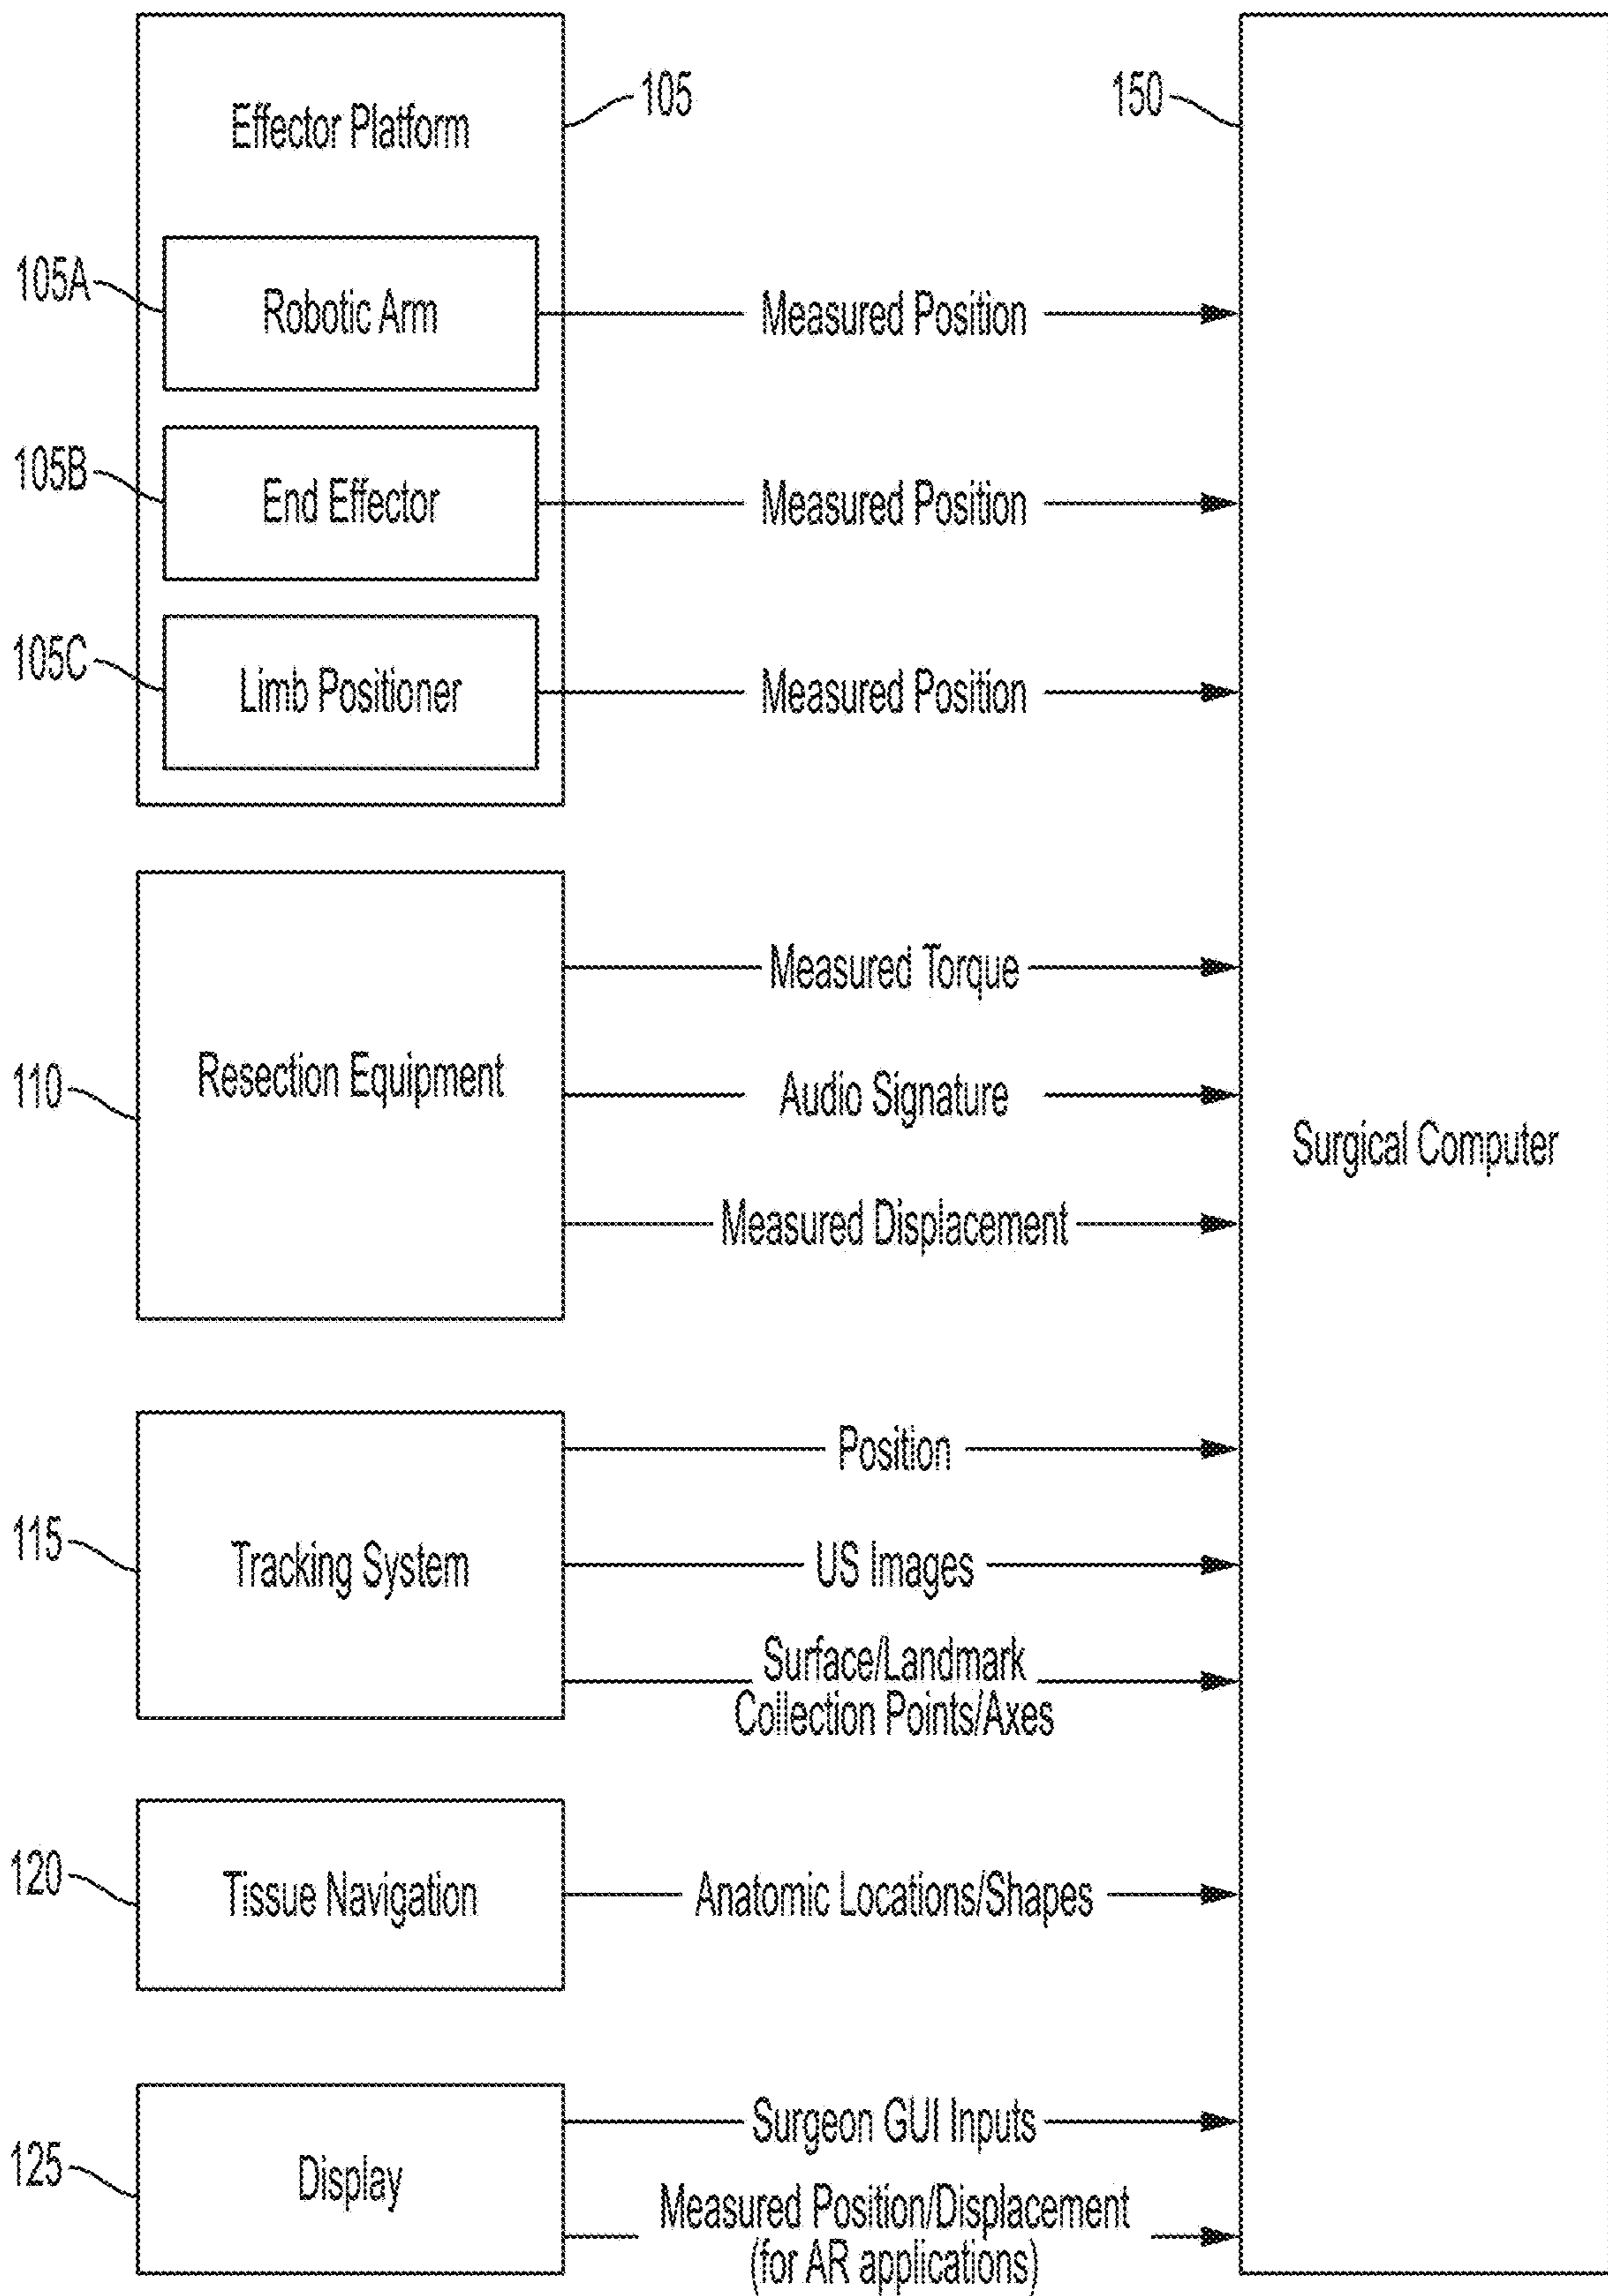 105
150
Effector Platform
105A
Robotic Arm
Measured Position
105B
End Effector
Measured Position
105C
Limb Positioner
Measured Position
110
Resection Equipment
Measured Torque
Audio Signature
Measured Displacement
Surgical Computer
115
Tracking System
Position
US Images
Surface/Landmark
Collection Points/Axes
120
Tissue Navigation
Anatomic Locations/Shapes
125
Display
Surgeon GUI Inputs
Measured Position/Displacement
(for AR applications)